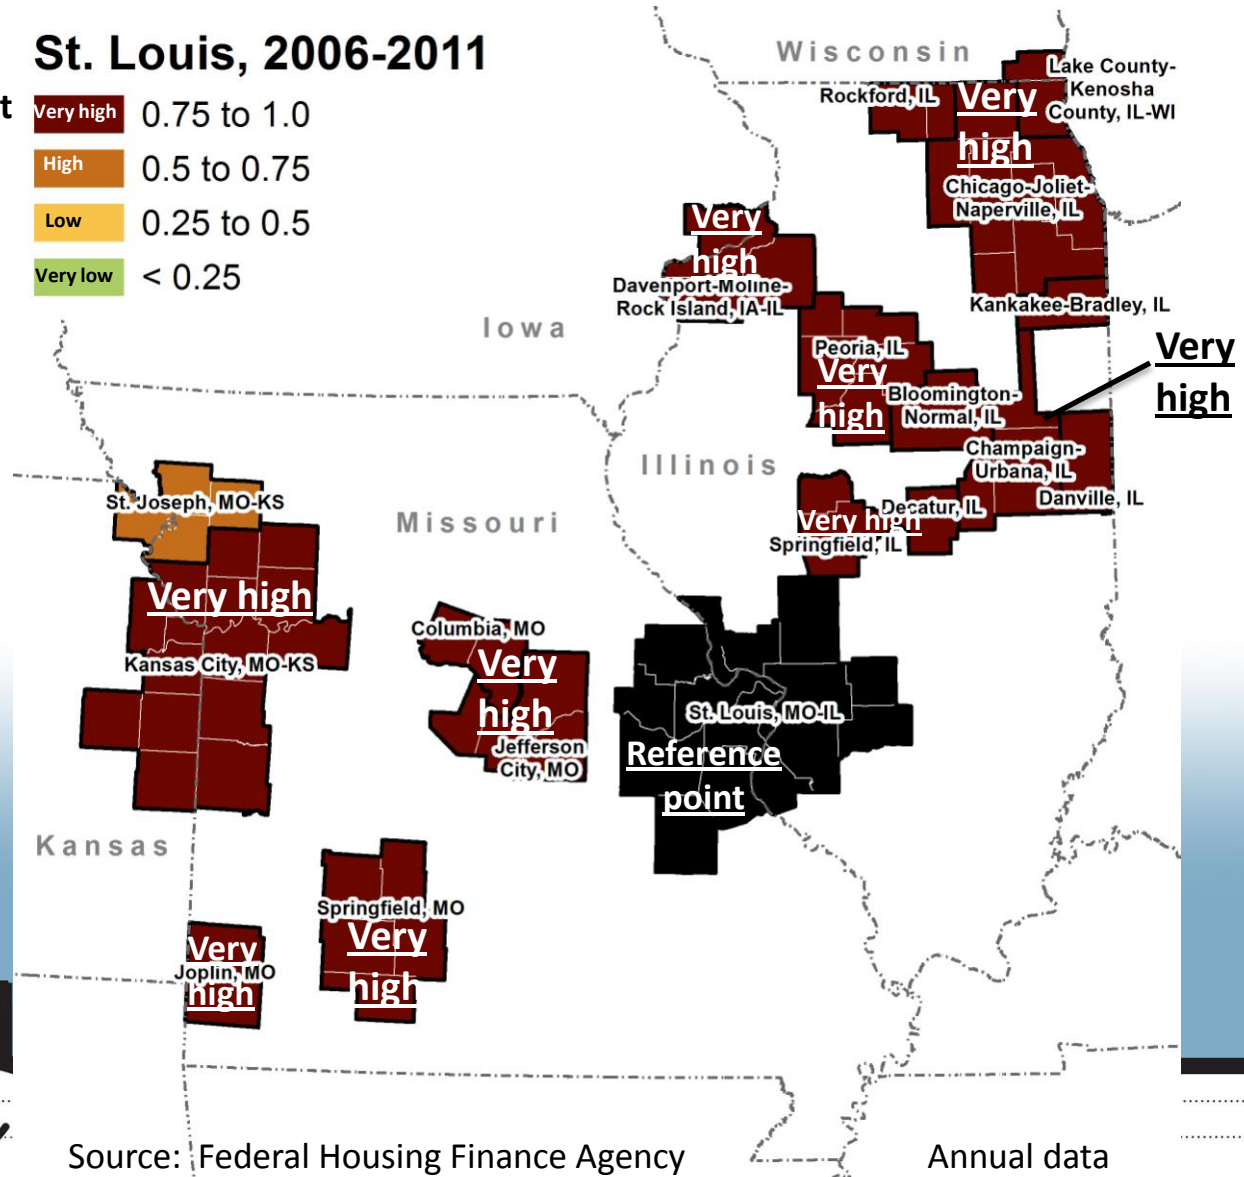 St. Louis, 2006-2011
t
Very high 0.75 to 1.0
High 0.5 to 0.75
Low 0.25 to 0.5
Very low < 0.25
Wisconsin
Lake County-
Kenosha
County, IL-WI
Rockford, IL
Very
high
Chicago-Joliet-
Naperville, IL
Very
high
Davenport-Moline-
Rock Island, IA-IL
Kankakee-Bradley, IL
Iowa
Very
high
Peoria, IL
Very
high
Bloomington-
Normal, IL
Champaign-
Urbana, IL
Danville, IL
Illinois
Decatur, IL
Very high
Springfield, IL
St. Joseph, MO-KS
Missouri
Very high
Kansas City, MO-KS
Columbia, MO
Very
high
Jefferson
City, MO
St. Louis, MO-IL
Reference
point
Kansas
Springfield, MO
Very
high
Very
Joplin, MO
high
Source: Federal Housing Finance Agency
Annual data